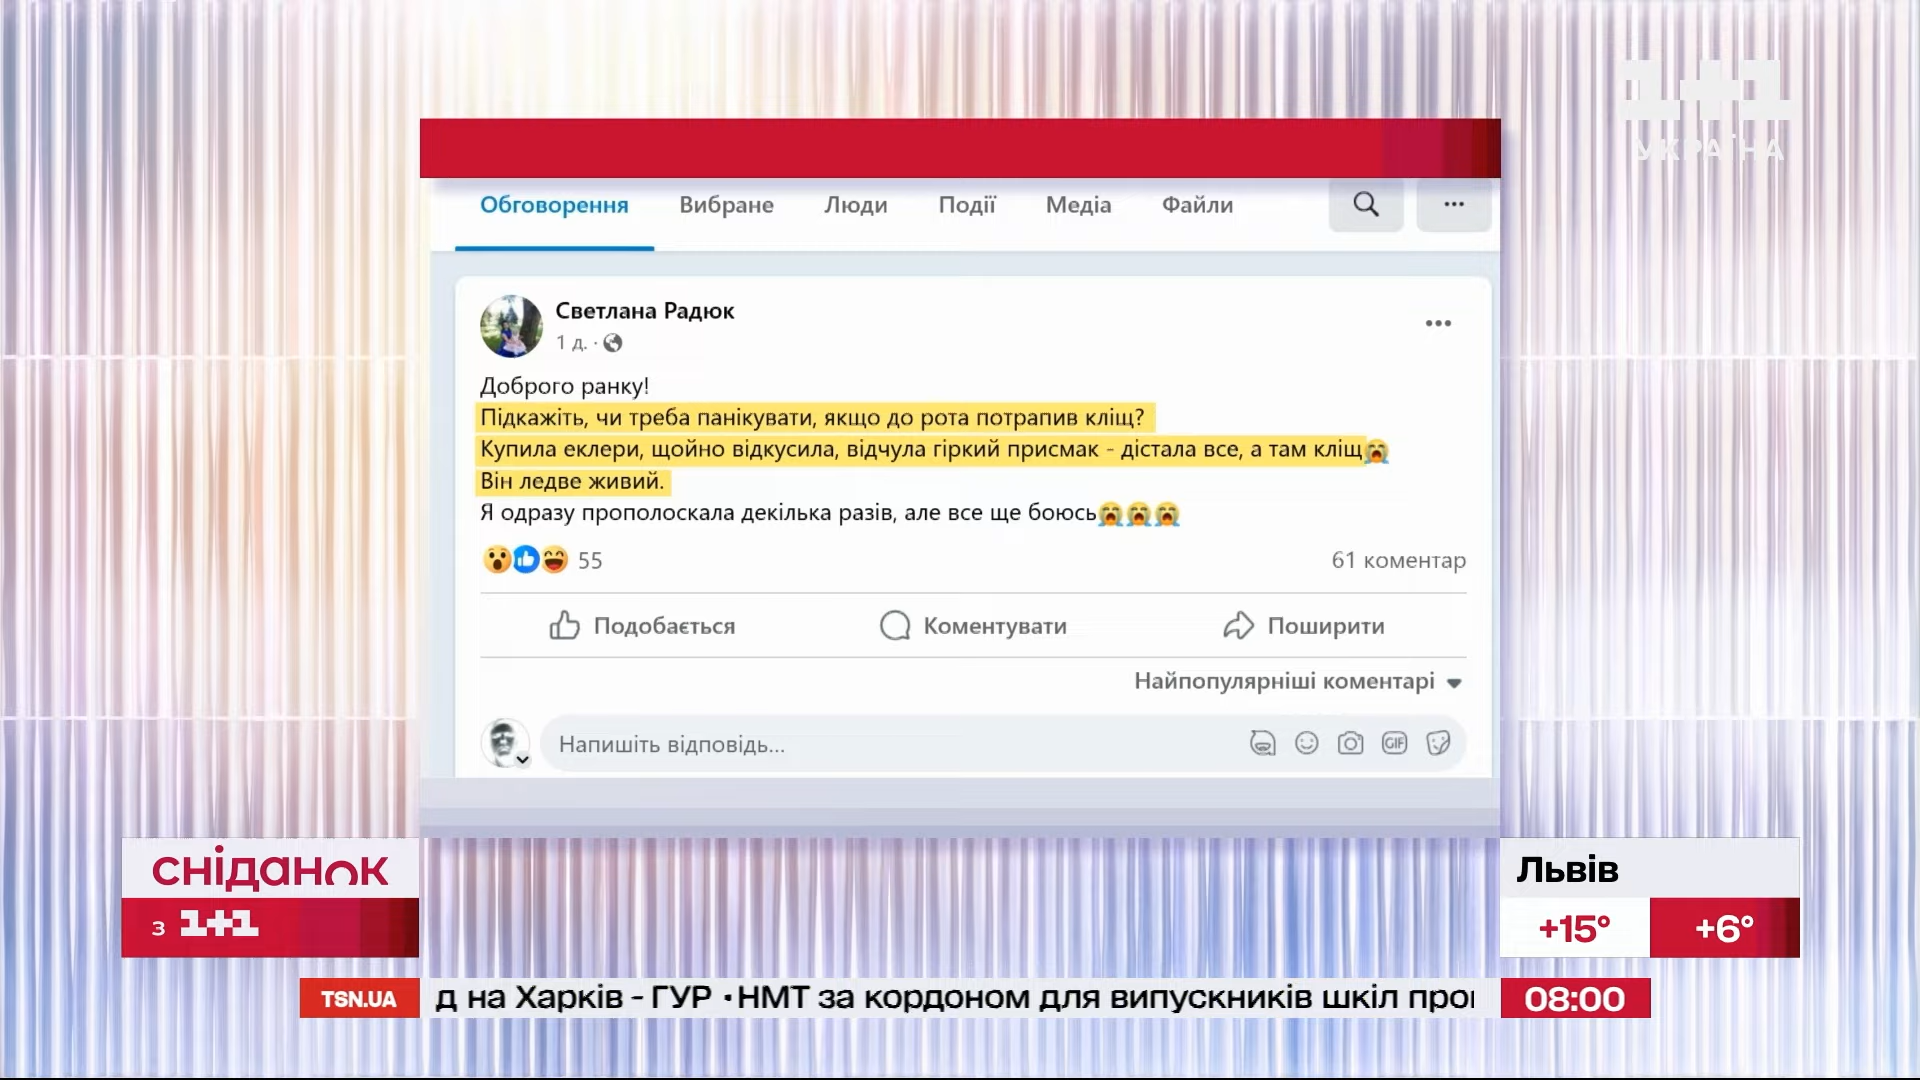 1+1
УКРАЇНА
Обговорення Вибране Люди Події Медіа Файли
Светлана Радюк
1 д.
Доброго ранку!
Підкажіть, чи треба панікувати, якщо до рота потрапив кліщ?
Купила еклери, щойно відкусила, відчула гіркий присмак - дістала все, а там кліщ😭
Він ледве живий.
Я одразу прополоскала декілька разів, але все ще боюсь😭😭😭
55
61 коментар
Подобається Коментувати Поширити
Найпопулярніші коментарі
Напишіть відповідь...
GIF
СНІДАНОК
з 1+1
Львів
+15° +6°
TSN.UA
д на Харків - ГУР • НМТ за кордоном для випускників шкіл про
08:00